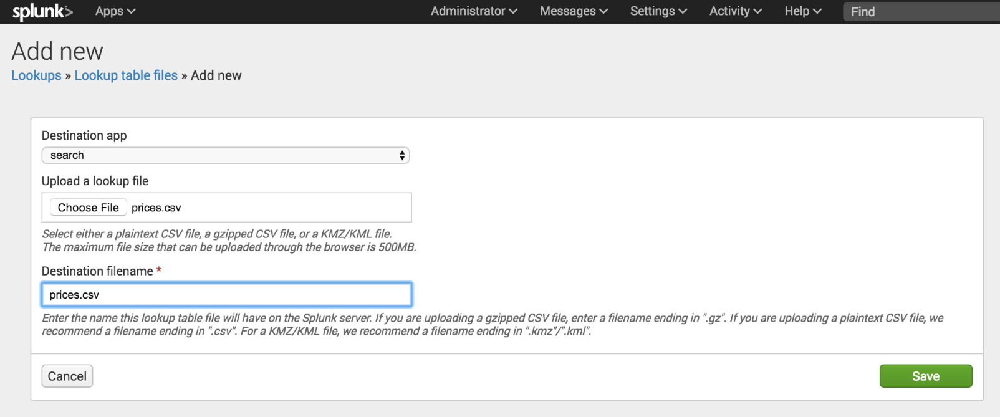 splunk> Apps Administrator Messages Settings Activity Help Find
Add new
Lookups » Lookup table files » Add new
Destination app
search
Upload a lookup file
Choose File prices.csv
Select either a plaintext CSV file, a gzipped CSV file, or a KMZ/KML file.
The maximum file size that can be uploaded through the browser is 500MB.
Destination filename *
prices.csv
Enter the name this lookup table file will have on the Splunk server. If you are uploading a gzipped CSV file, enter a filename ending in ".gz". If you are uploading a plaintext CSV file, we
recommend a filename ending in ".csv". For a KMZ/KML file, we recommend a filename ending in ".kmz"/".kml".
Cancel Save